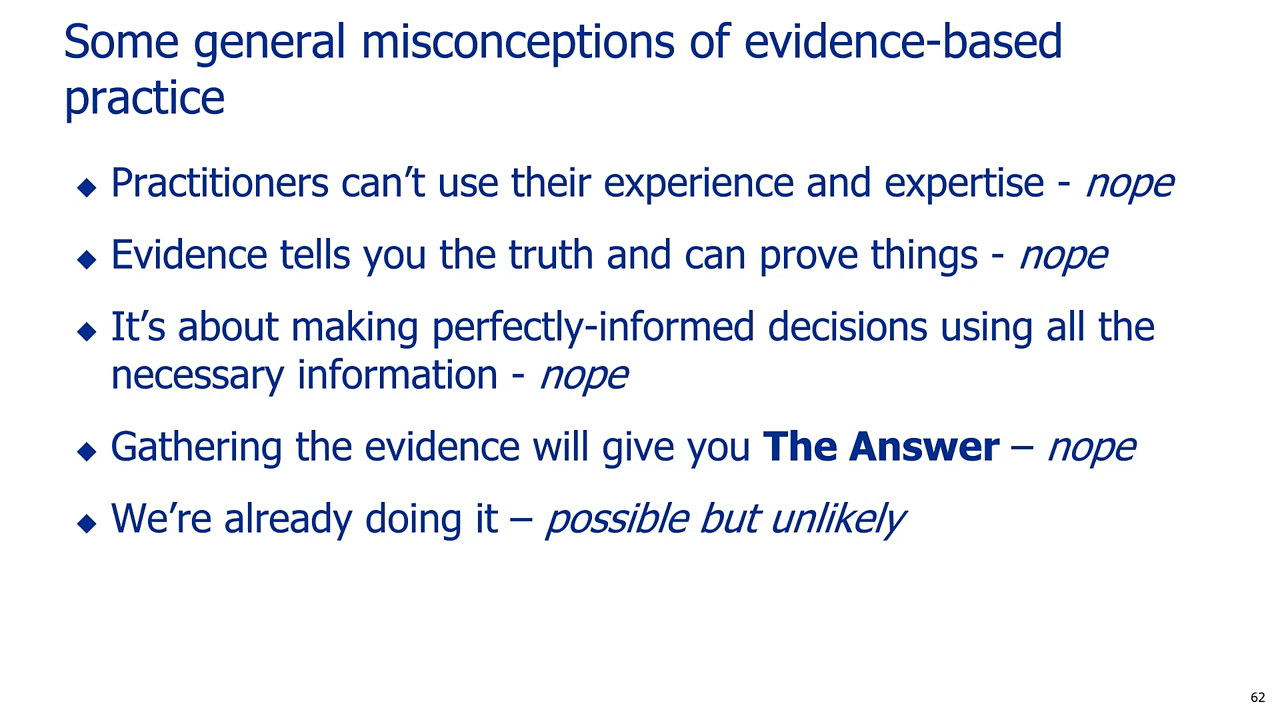 Some general misconceptions of evidence-based
practice
◆ Practitioners can’t use their experience and expertise - nope
◆ Evidence tells you the truth and can prove things - nope
◆ It’s about making perfectly-informed decisions using all the
necessary information - nope
◆ Gathering the evidence will give you The Answer – nope
◆ We’re already doing it – possible but unlikely
62